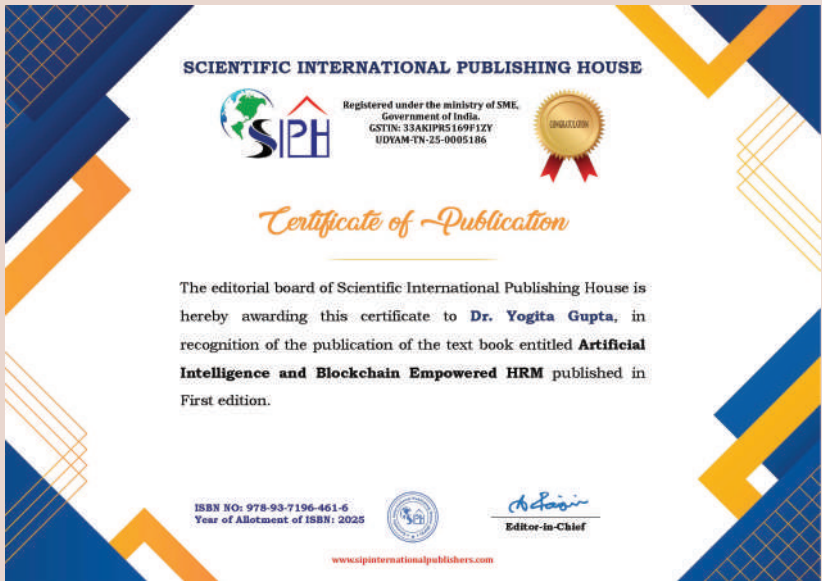 SCIENTIFIC INTERNATIONAL PUBLISHING HOUSE
SIPH
Registered under the ministry of SME,
Government of India.
GSTIN: 33AKIPR5169F1ZY
UDYAM-TN-25-0005186
CONGRATULATION
Certificate of Publication
The editorial board of Scientific International Publishing House is
hereby awarding this certificate to Dr. Yogita Gupta, in
recognition of the publication of the text book entitled Artificial
Intelligence and Blockchain Empowered HRM published in
First edition.
ISBN NO: 978-93-7196-461-6
Year of Allotment of ISBN: 2025
SIPH
Editor-in-Chief
www.sipinternationalpublishers.com